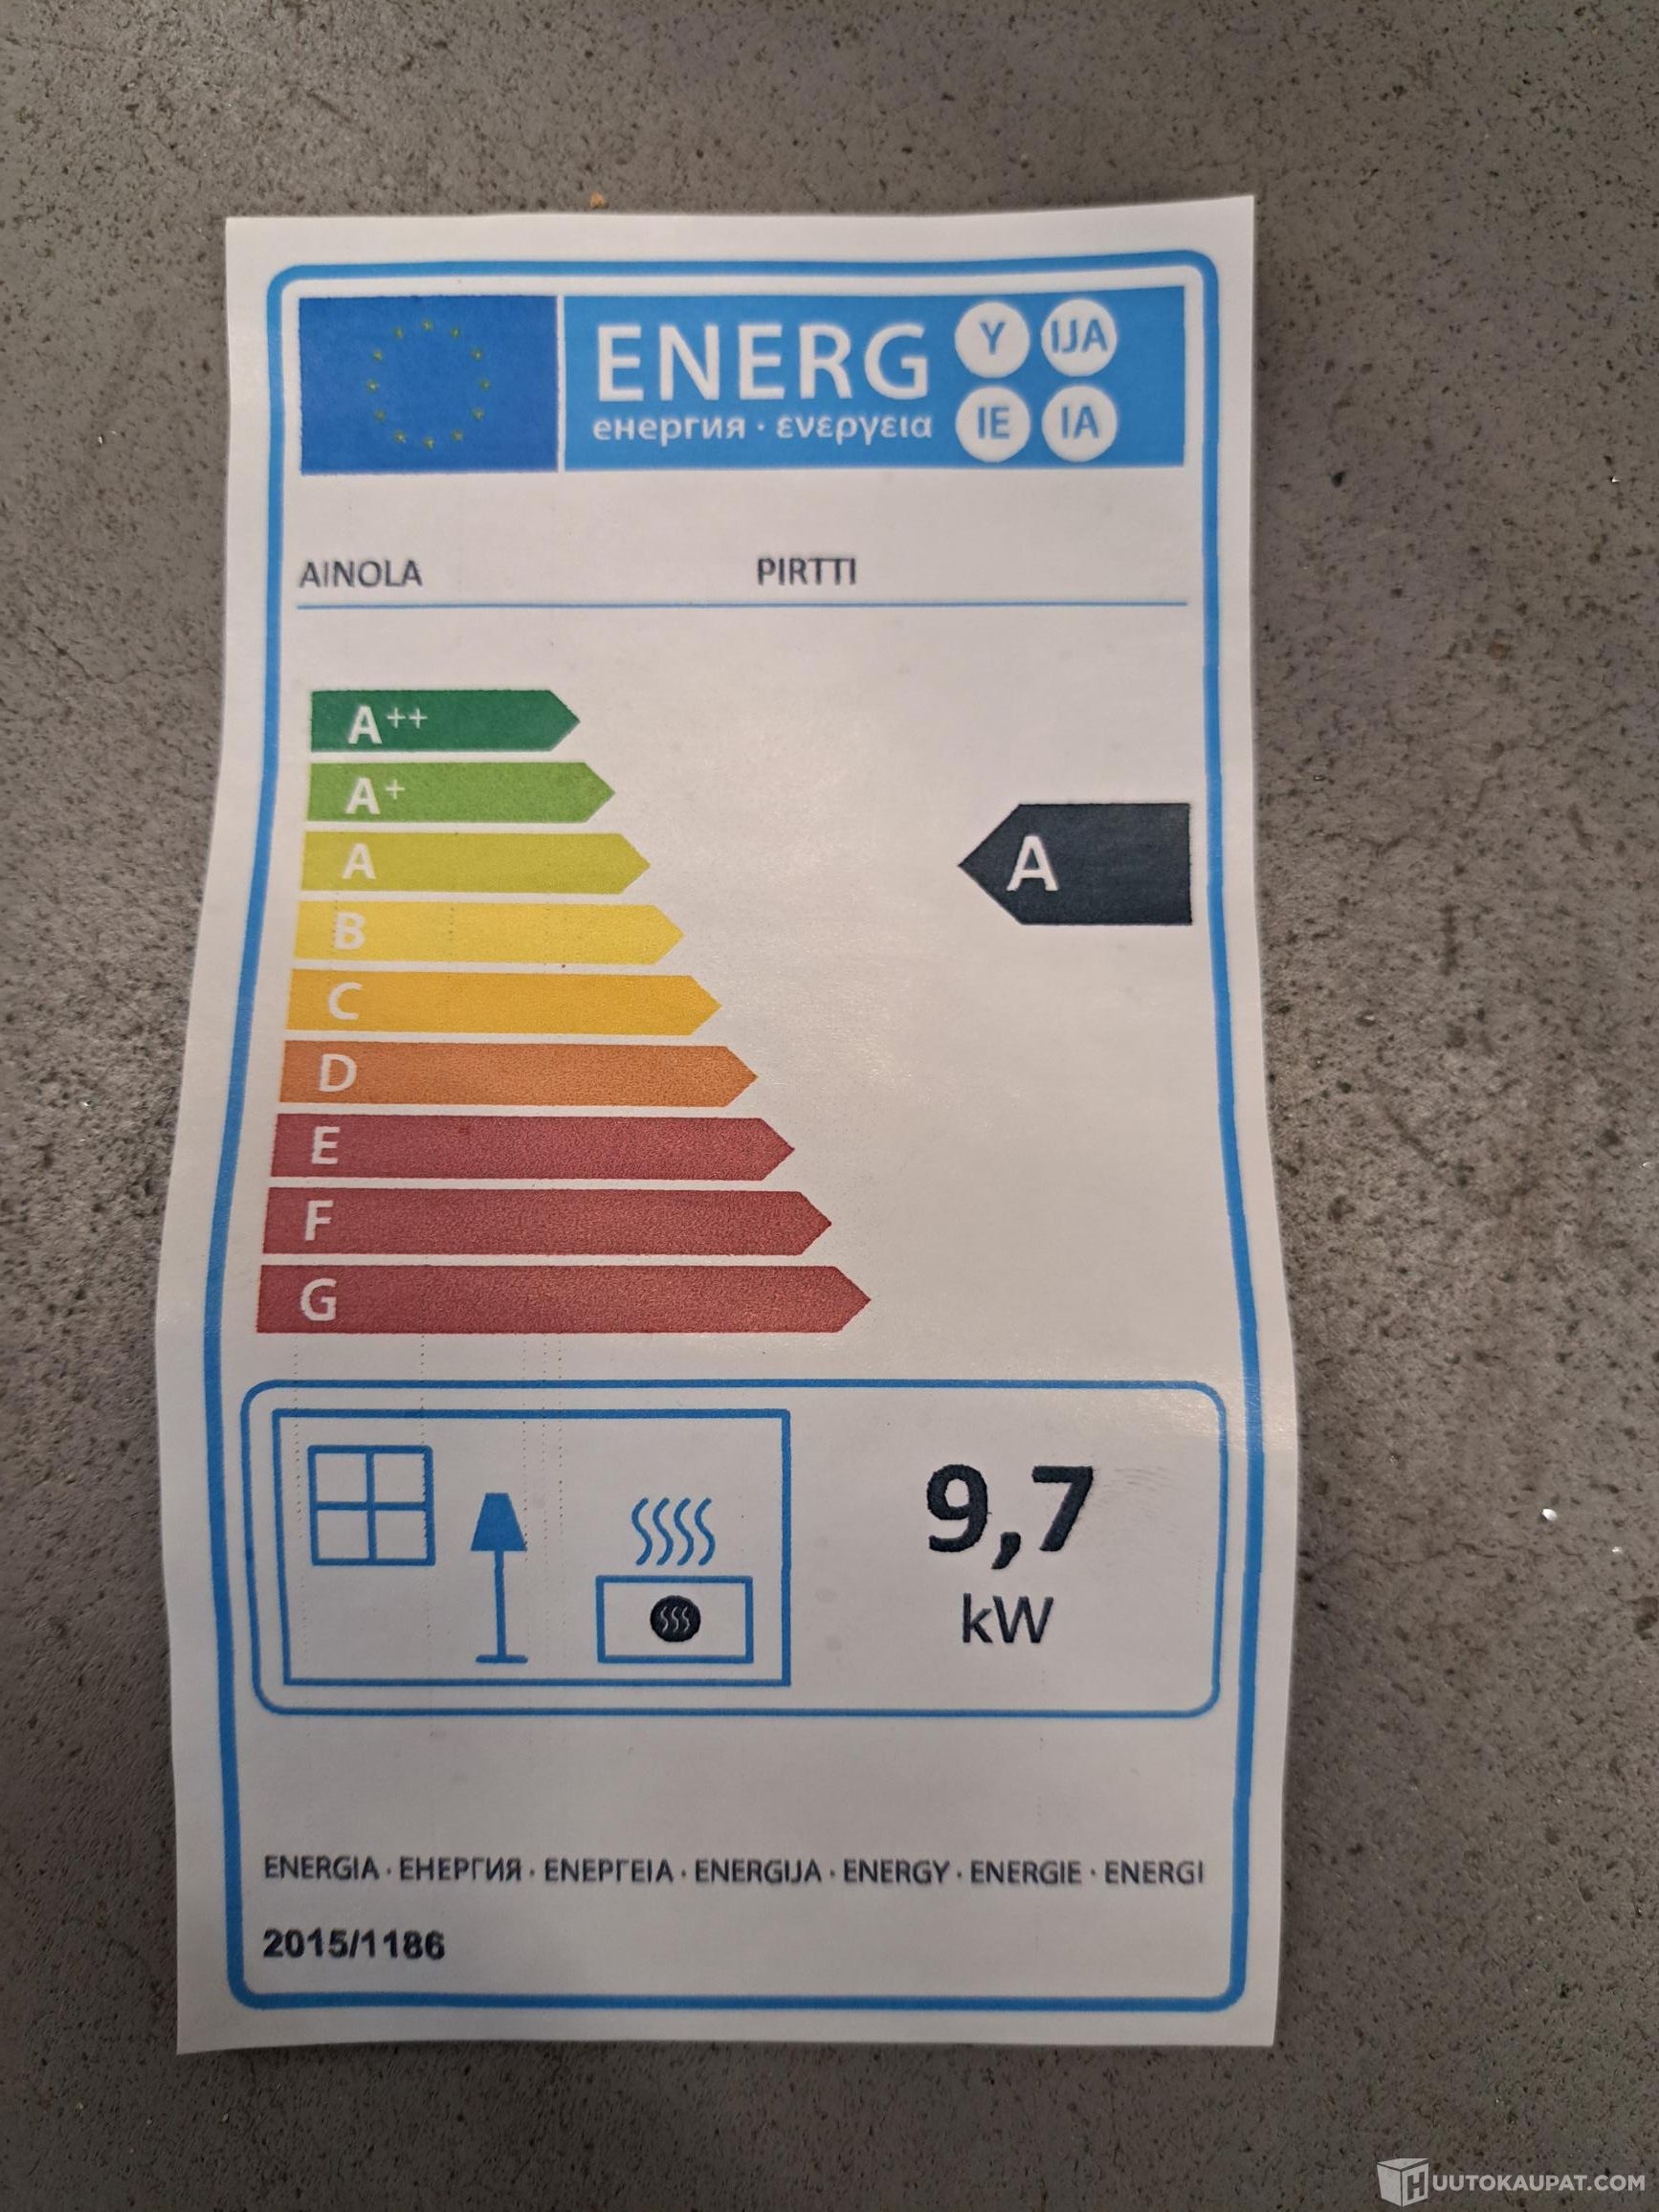 ENERG Y IJA
енергия · ενεργεια IE IA
AINOLA PIRTTI
A++
A+
A
A
B
C
D
E
F
G
9,7
kW
ENERGIA · ЕНЕРГИЯ · ΕΝΕΡΓΕΙΑ · ENERGIJA · ENERGY · ENERGIE · ENERGI
2015/1186
HUUTOKAUPAT.COM